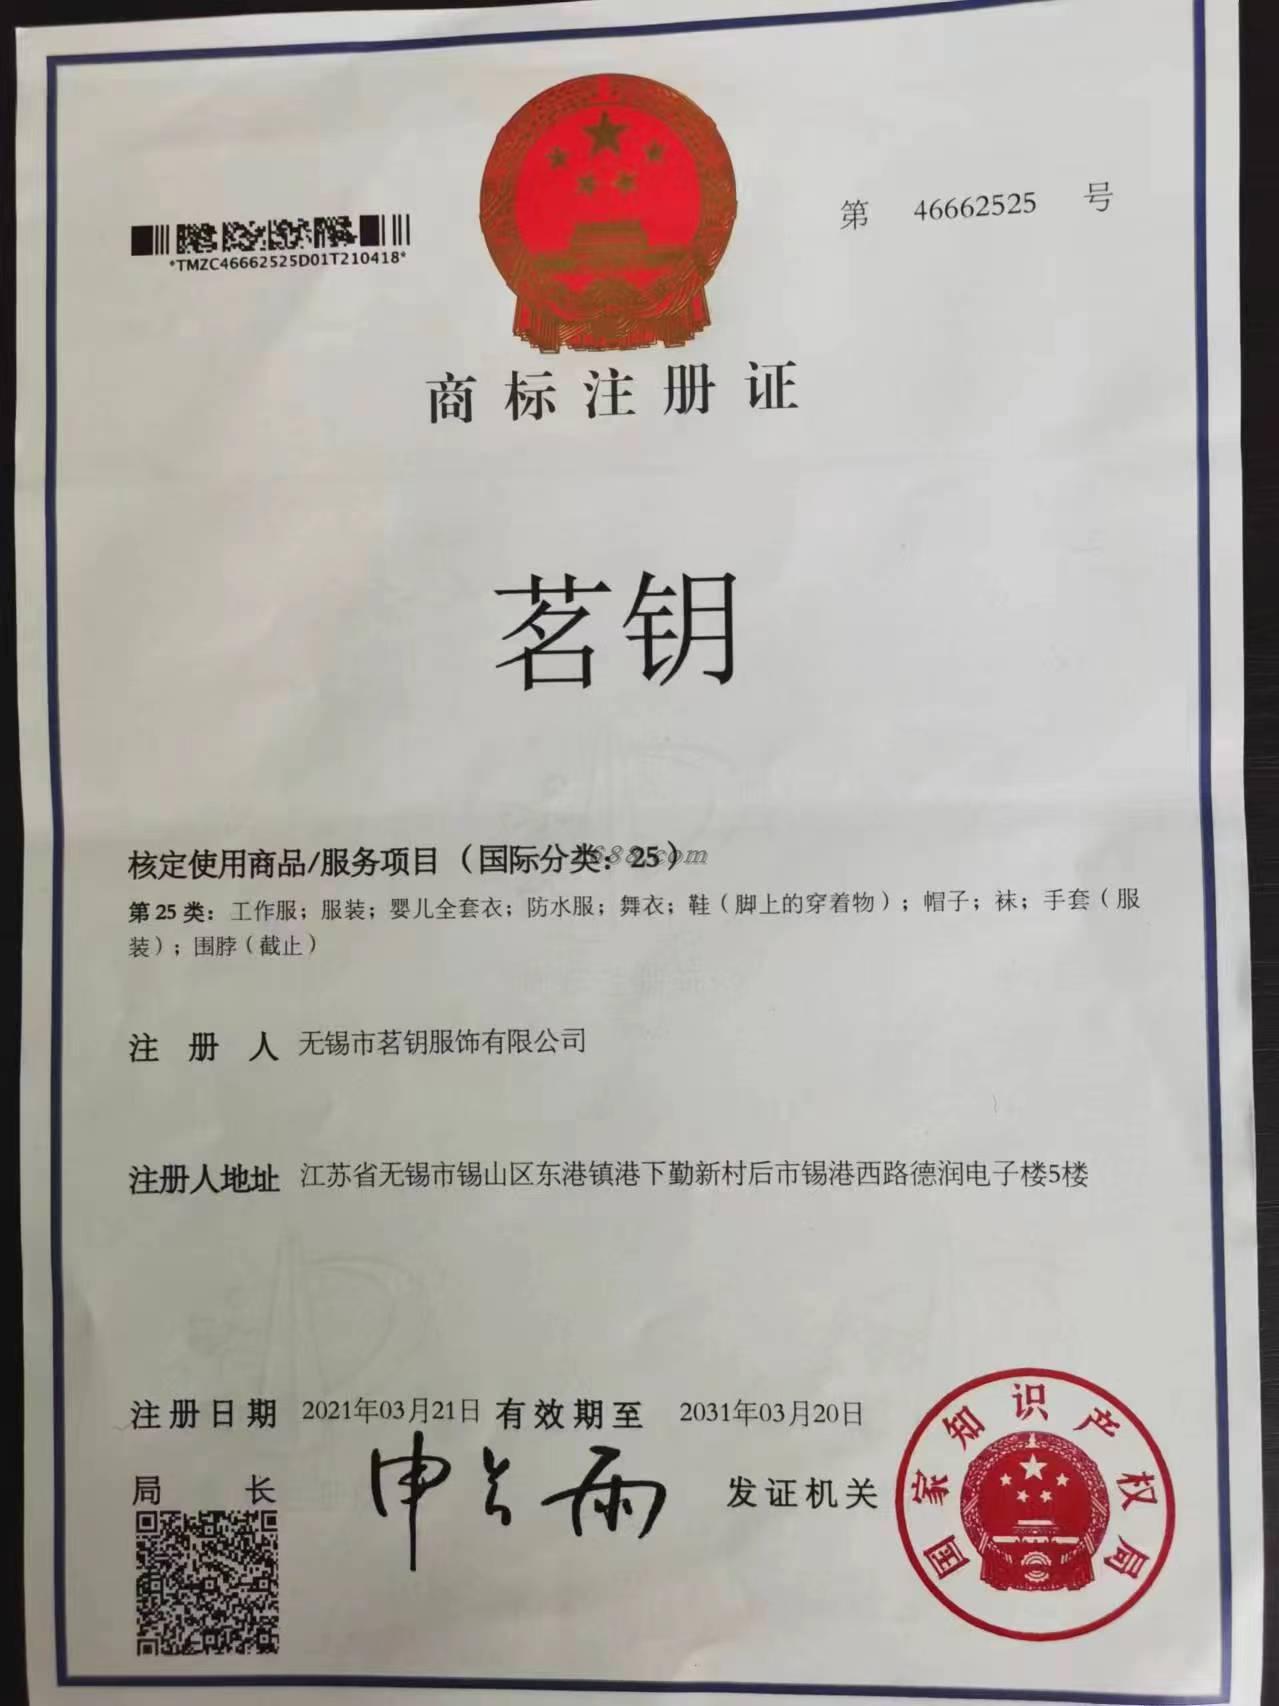 第 46662525 号
*TMZC46662525D01T210418*
商标注册证
茗钥
核定使用商品/服务项目（国际分类：25）
1688.com
第25类：工作服；服装；婴儿全套衣；防水服；舞衣；鞋（脚上的穿着物）；帽子；袜；手套（服
装）；围脖（截止）
注册人 无锡市茗钥服饰有限公司
注册人地址 江苏省无锡市锡山区东港镇港下勤新村后市锡港西路德润电子楼5楼
注册日期 2021年03月21日 有效期至 2031年03月20日
局长 申长雨 发证机关
国家知识产权局